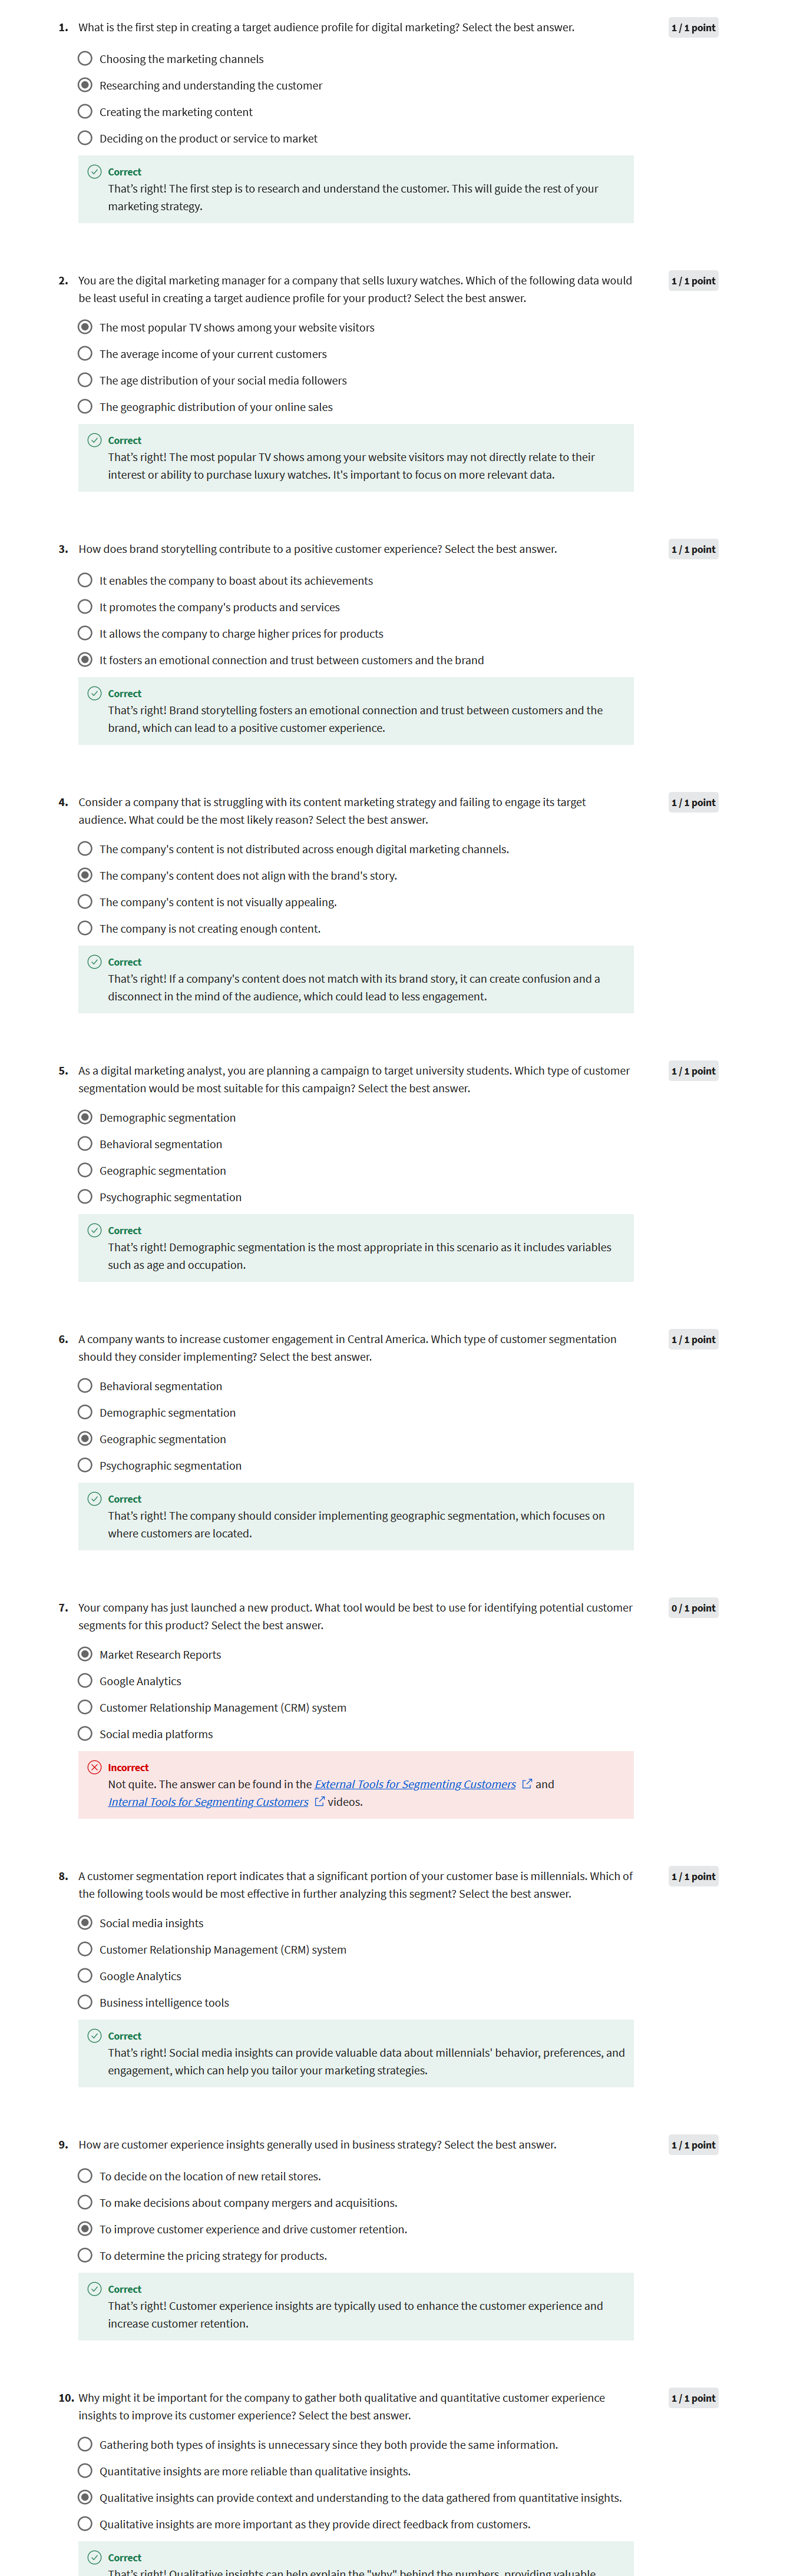 1. What is the first step in creating a target audience profile for digital marketing? Select the best answer.
1 / 1 point
Choosing the marketing channels
Researching and understanding the customer
Creating the marketing content
Deciding on the product or service to market
Correct
That’s right! The first step is to research and understand the customer. This will guide the rest of your
marketing strategy.
2. You are the digital marketing manager for a company that sells luxury watches. Which of the following data would
be least useful in creating a target audience profile for your product? Select the best answer.
1 / 1 point
The most popular TV shows among your website visitors
The average income of your current customers
The age distribution of your social media followers
The geographic distribution of your online sales
Correct
That’s right! The most popular TV shows among your website visitors may not directly relate to their
interest or ability to purchase luxury watches. It's important to focus on more relevant data.
3. How does brand storytelling contribute to a positive customer experience? Select the best answer.
1 / 1 point
It enables the company to boast about its achievements
It promotes the company's products and services
It allows the company to charge higher prices for products
It fosters an emotional connection and trust between customers and the brand
Correct
That’s right! Brand storytelling fosters an emotional connection and trust between customers and the
brand, which can lead to a positive customer experience.
4. Consider a company that is struggling with its content marketing strategy and failing to engage its target
audience. What could be the most likely reason? Select the best answer.
1 / 1 point
The company's content is not distributed across enough digital marketing channels.
The company's content does not align with the brand's story.
The company's content is not visually appealing.
The company is not creating enough content.
Correct
That’s right! If a company's content does not match with its brand story, it can create confusion and a
disconnect in the mind of the audience, which could lead to less engagement.
5. As a digital marketing analyst, you are planning a campaign to target university students. Which type of customer
segmentation would be most suitable for this campaign? Select the best answer.
1 / 1 point
Demographic segmentation
Behavioral segmentation
Geographic segmentation
Psychographic segmentation
Correct
That’s right! Demographic segmentation is the most appropriate in this scenario as it includes variables
such as age and occupation.
6. A company wants to increase customer engagement in Central America. Which type of customer segmentation
should they consider implementing? Select the best answer.
1 / 1 point
Behavioral segmentation
Demographic segmentation
Geographic segmentation
Psychographic segmentation
Correct
That’s right! The company should consider implementing geographic segmentation, which focuses on
where customers are located.
7. Your company has just launched a new product. What tool would be best to use for identifying potential customer
segments for this product? Select the best answer.
0 / 1 point
Market Research Reports
Google Analytics
Customer Relationship Management (CRM) system
Social media platforms
Incorrect
Not quite. The answer can be found in the External Tools for Segmenting Customers and
Internal Tools for Segmenting Customers videos.
8. A customer segmentation report indicates that a significant portion of your customer base is millennials. Which of
the following tools would be most effective in further analyzing this segment? Select the best answer.
1 / 1 point
Social media insights
Customer Relationship Management (CRM) system
Google Analytics
Business intelligence tools
Correct
That’s right! Social media insights can provide valuable data about millennials' behavior, preferences, and
engagement, which can help you tailor your marketing strategies.
9. How are customer experience insights generally used in business strategy? Select the best answer.
1 / 1 point
To decide on the location of new retail stores.
To make decisions about company mergers and acquisitions.
To improve customer experience and drive customer retention.
To determine the pricing strategy for products.
Correct
That’s right! Customer experience insights are typically used to enhance the customer experience and
increase customer retention.
10. Why might it be important for the company to gather both qualitative and quantitative customer experience
insights to improve its customer experience? Select the best answer.
1 / 1 point
Gathering both types of insights is unnecessary since they both provide the same information.
Quantitative insights are more reliable than qualitative insights.
Qualitative insights can provide context and understanding to the data gathered from quantitative insights.
Qualitative insights are more important as they provide direct feedback from customers.
Correct
That’s right! Qualitative insights can help explain the "why" behind the numbers, providing valuable